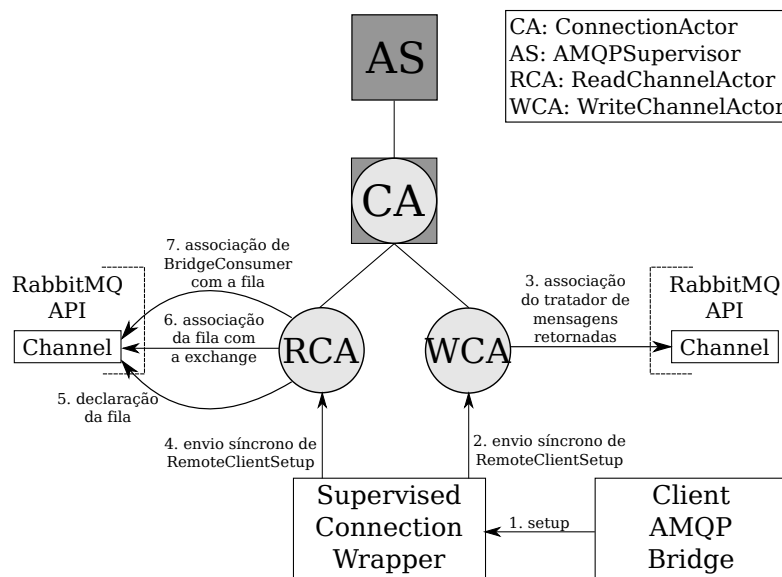 AS
CA: ConnectionActor
AS: AMQPSupervisor
RCA: ReadChannelActor
WCA: WriteChannelActor
CA
7. associação de
BridgeConsumer
com a fila
RabbitMQ
API
Channel
6. associação
da fila com
a exchange
5. declaração
da fila
RCA
WCA
3. associação
do tratador de
mensagens
retornadas
RabbitMQ
API
Channel
4. envio síncrono de
RemoteClientSetup
2. envio síncrono de
RemoteClientSetup
Supervised
Connection
Wrapper
1. setup
Client
AMQP
Bridge